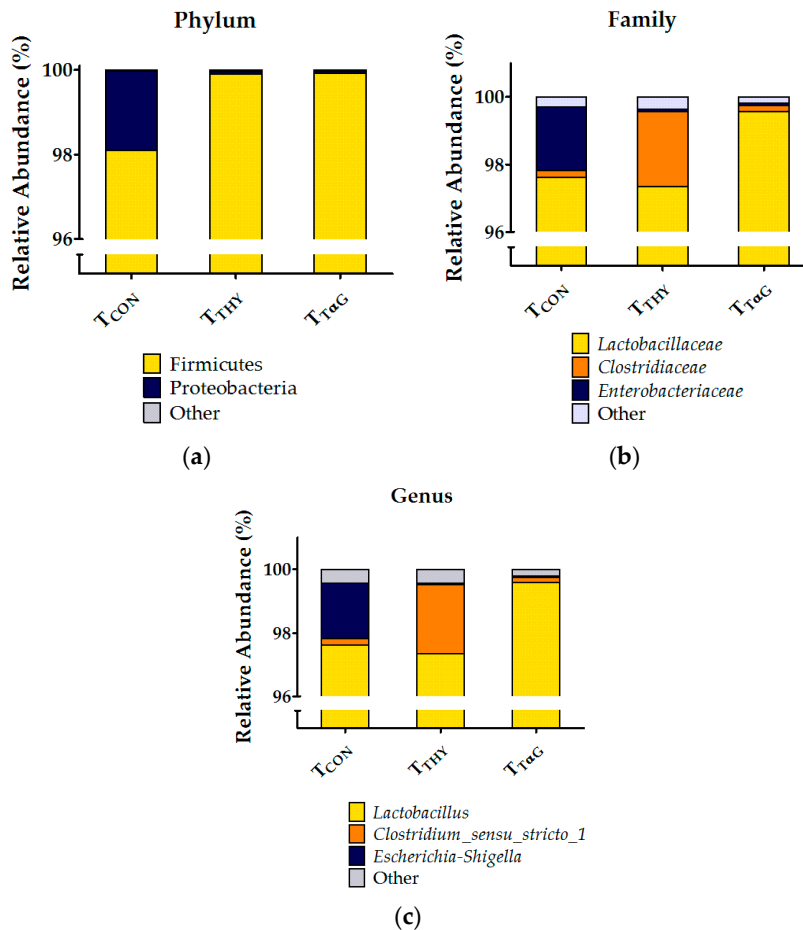 Phylum
Relative Abundance (%)
100
98
96
TCON
TTHY
TTαG
Firmicutes
Proteobacteria
Other
(a)
Family
Relative Abundance (%)
100
98
96
TCON
TTHY
TTαG
Lactobacillaceae
Clostridiaceae
Enterobacteriaceae
Other
(b)
Genus
Relative Abundance (%)
100
98
96
TCON
TTHY
TTαG
Lactobacillus
Clostridium_sensu_stricto_1
Escherichia-Shigella
Other
(c)